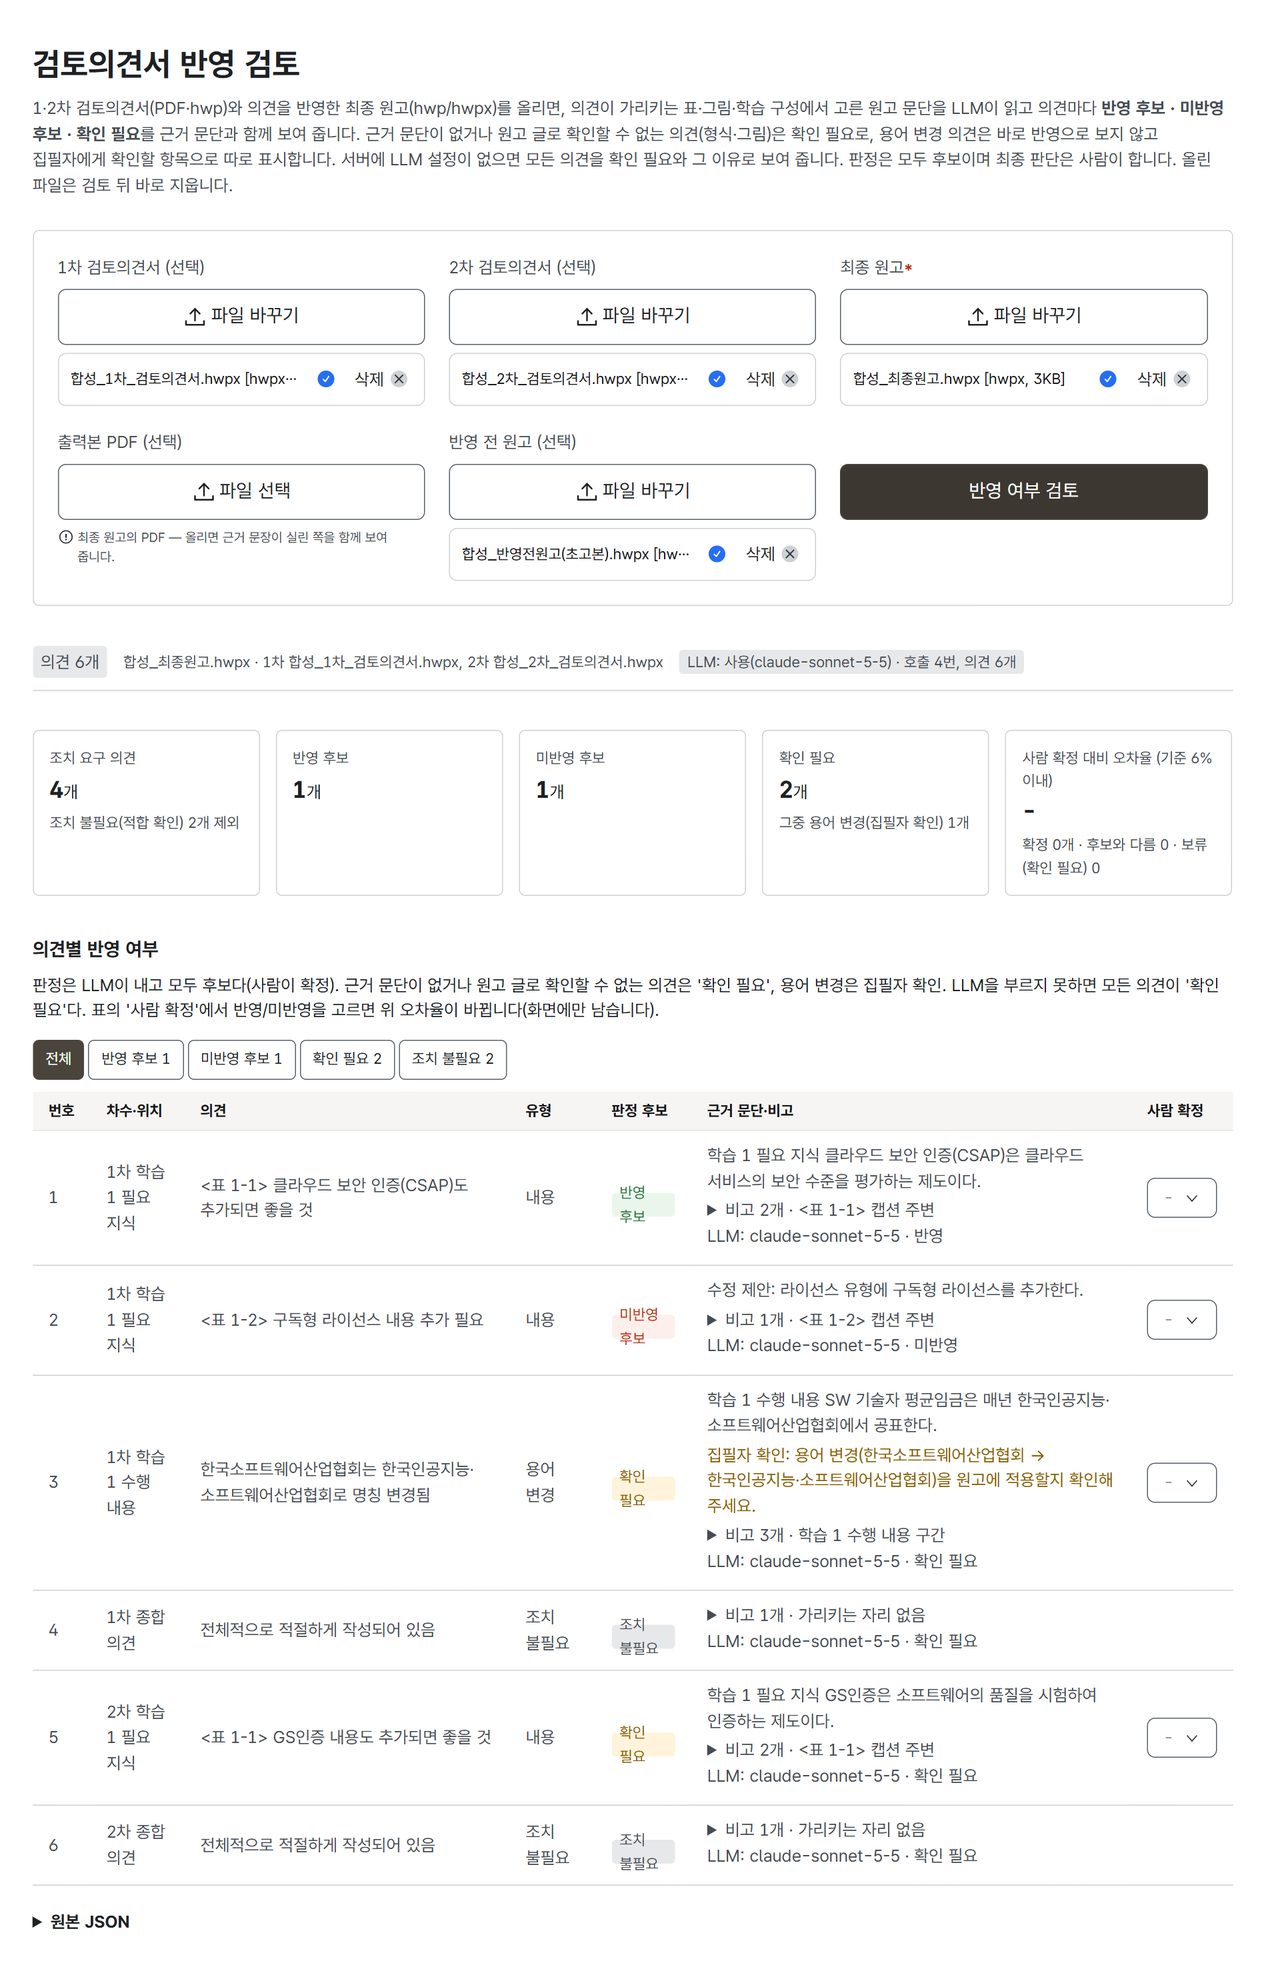 검토의견서 반영 검토
1·2차 검토의견서(PDF·hwp)와 의견을 반영한 최종 원고(hwp/hwpx)를 올리면, 의견이 가리키는 표·그림·학습 구성에서 고른 원고 문단을 LLM이 읽고 의견마다 반영 후보 · 미반영
후보 · 확인 필요를 근거 문단과 함께 보여 줍니다. 근거 문단이 없거나 원고 글로 확인할 수 없는 의견(형식·그림)은 확인 필요로, 용어 변경 의견은 바로 반영으로 보지 않고
집필자에게 확인할 항목으로 따로 표시합니다. 서버에 LLM 설정이 없으면 모든 의견을 확인 필요와 그 이유로 보여 줍니다. 판정은 모두 후보이며 최종 판단은 사람이 합니다. 올린
파일은 검토 뒤 바로 지웁니다.
1차 검토의견서 (선택)
파일 바꾸기
합성_1차_검토의견서.hwpx [hwpx··· 삭제
2차 검토의견서 (선택)
파일 바꾸기
합성_2차_검토의견서.hwpx [hwpx··· 삭제
최종 원고*
파일 바꾸기
합성_최종원고.hwpx [hwpx, 3KB] 삭제
출력본 PDF (선택)
파일 선택
최종 원고의 PDF — 올리면 근거 문장이 실린 쪽을 함께 보여
줍니다.
반영 전 원고 (선택)
파일 바꾸기
합성_반영전원고(초고본).hwpx [hw··· 삭제
반영 여부 검토
의견 6개 합성_최종원고.hwpx · 1차 합성_1차_검토의견서.hwpx, 2차 합성_2차_검토의견서.hwpx LLM: 사용(claude-sonnet-5-5) · 호출 4번, 의견 6개
조치 요구 의견
4개
조치 불필요(적합 확인) 2개 제외
반영 후보
1개
미반영 후보
1개
확인 필요
2개
그중 용어 변경(집필자 확인) 1개
사람 확정 대비 오차율 (기준 6%
이내)
-
확정 0개 · 후보와 다름 0 · 보류
(확인 필요) 0
의견별 반영 여부
판정은 LLM이 내고 모두 후보다(사람이 확정). 근거 문단이 없거나 원고 글로 확인할 수 없는 의견은 '확인 필요', 용어 변경은 집필자 확인. LLM을 부르지 못하면 모든 의견이 '확인
필요'다. 표의 '사람 확정'에서 반영/미반영을 고르면 위 오차율이 바뀝니다(화면에만 남습니다).
전체 반영 후보 1 미반영 후보 1 확인 필요 2 조치 불필요 2
번호 차수·위치 의견 유형 판정 후보 근거 문단·비고 사람 확정
1
1차 학습
1 필요
지식
<표 1-1> 클라우드 보안 인증(CSAP)도
추가되면 좋을 것
내용
반영
후보
학습 1 필요 지식 클라우드 보안 인증(CSAP)은 클라우드
서비스의 보안 수준을 평가하는 제도이다.
▶ 비고 2개 · <표 1-1> 캡션 주변
LLM: claude-sonnet-5-5 · 반영
-
2
1차 학습
1 필요
지식
<표 1-2> 구독형 라이선스 내용 추가 필요
내용
미반영
후보
수정 제안: 라이선스 유형에 구독형 라이선스를 추가한다.
▶ 비고 1개 · <표 1-2> 캡션 주변
LLM: claude-sonnet-5-5 · 미반영
-
3
1차 학습
1 수행
내용
한국소프트웨어산업협회는 한국인공지능·
소프트웨어산업협회로 명칭 변경됨
용어
변경
확인
필요
학습 1 수행 내용 SW 기술자 평균임금은 매년 한국인공지능·
소프트웨어산업협회에서 공표한다.
집필자 확인: 용어 변경(한국소프트웨어산업협회 →
한국인공지능·소프트웨어산업협회)을 원고에 적용할지 확인해
주세요.
▶ 비고 3개 · 학습 1 수행 내용 구간
LLM: claude-sonnet-5-5 · 확인 필요
-
4
1차 종합
의견
전체적으로 적절하게 작성되어 있음
조치
불필요
조치
불필요
▶ 비고 1개 · 가리키는 자리 없음
LLM: claude-sonnet-5-5 · 확인 필요
5
2차 학습
1 필요
지식
<표 1-1> GS인증 내용도 추가되면 좋을 것
내용
확인
필요
학습 1 필요 지식 GS인증은 소프트웨어의 품질을 시험하여
인증하는 제도이다.
▶ 비고 2개 · <표 1-1> 캡션 주변
LLM: claude-sonnet-5-5 · 확인 필요
-
6
2차 종합
의견
전체적으로 적절하게 작성되어 있음
조치
불필요
조치
불필요
▶ 비고 1개 · 가리키는 자리 없음
LLM: claude-sonnet-5-5 · 확인 필요
▶ 원본 JSON